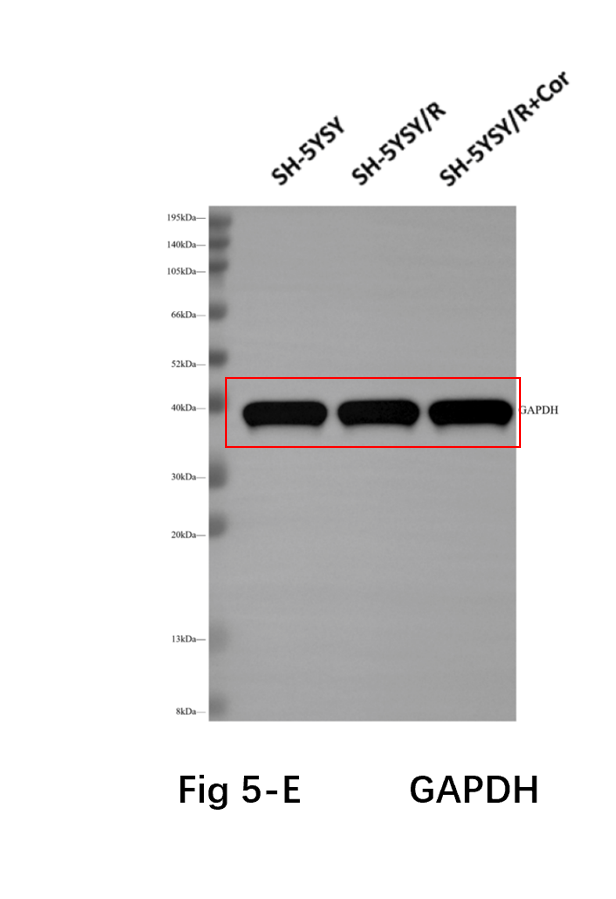 SH-5YSY
SH-5YSY/R
SH-5YSY/R+Cor
195kDa
140kDa
105kDa
66kDa
52kDa
40kDa
GAPDH
30kDa
20kDa
13kDa
8kDa
Fig 5-E
GAPDH